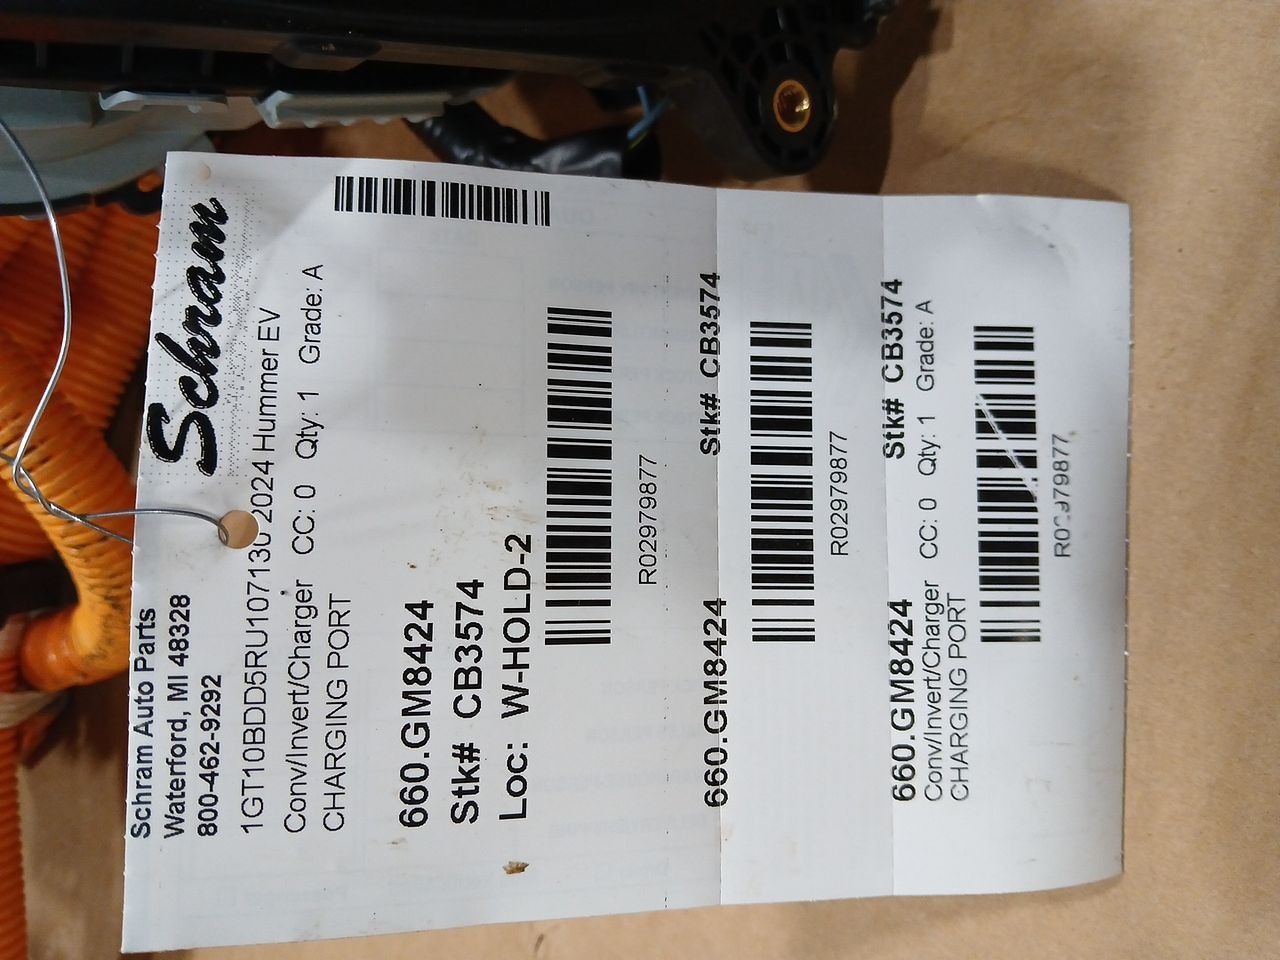 Schram
Schram Auto Parts
Waterford, MI 48328
800-462-9292
1GT10BDD5RU107130 2024 Hummer EV
Conv/Invert/Charger CC: 0 Qty: 1 Grade: A
CHARGING PORT
660.GM8424
Stk# CB3574
Loc: W-HOLD-2
R02979877
660.GM8424 Stk# CB3574
R02979877
660.GM8424 Stk# CB3574
Conv/Invert/Charger CC: 0 Qty: 1 Grade: A
CHARGING PORT
R02979877